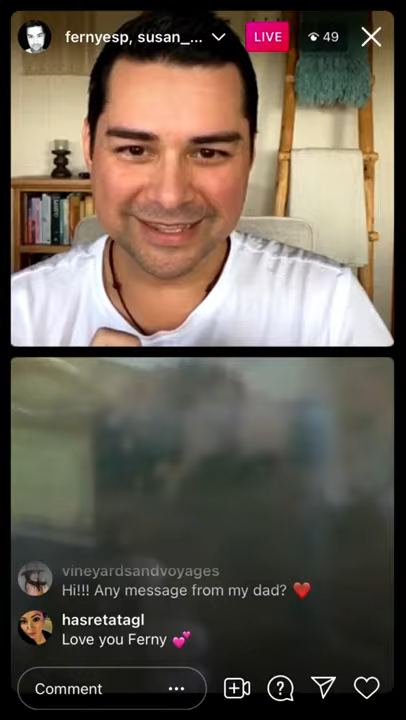 fernyesp, susan_...
LIVE
49
vineyardsandvoyages
Hi!!! Any message from my dad? ❤️
hasretatagl
Love you Ferny 💕
Comment